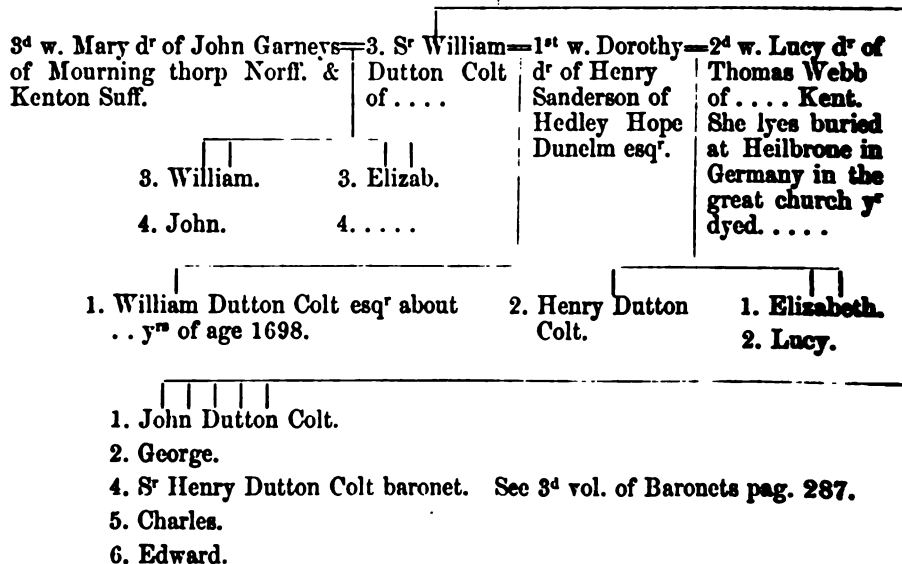 3ᵈ w. Mary dʳ of John Garneys
of Mourning thorp Norff. &
Kenton Suff.
3. Sʳ William
Dutton Colt
of . . . .
1ˢᵗ w. Dorothy
dʳ of Henry
Sanderson of
Hedley Hope
Dunelm esqʳ.
2ᵈ w. Lucy dʳ of
Thomas Webb
of . . . . Kent.
She lyes buried
at Heilbrone in
Germany in the
great church yʳ
dyed. . . . .
3. William.
4. John.
3. Elizab.
4. . . . .
1. William Dutton Colt esqʳ about
. . yʳˢ of age 1698.
2. Henry Dutton
Colt.
1. Elizabeth.
2. Lucy.
1. John Dutton Colt.
2. George.
4. Sʳ Henry Dutton Colt baronet. See 3ᵈ vol. of Baronets pag. 287.
5. Charles.
6. Edward.